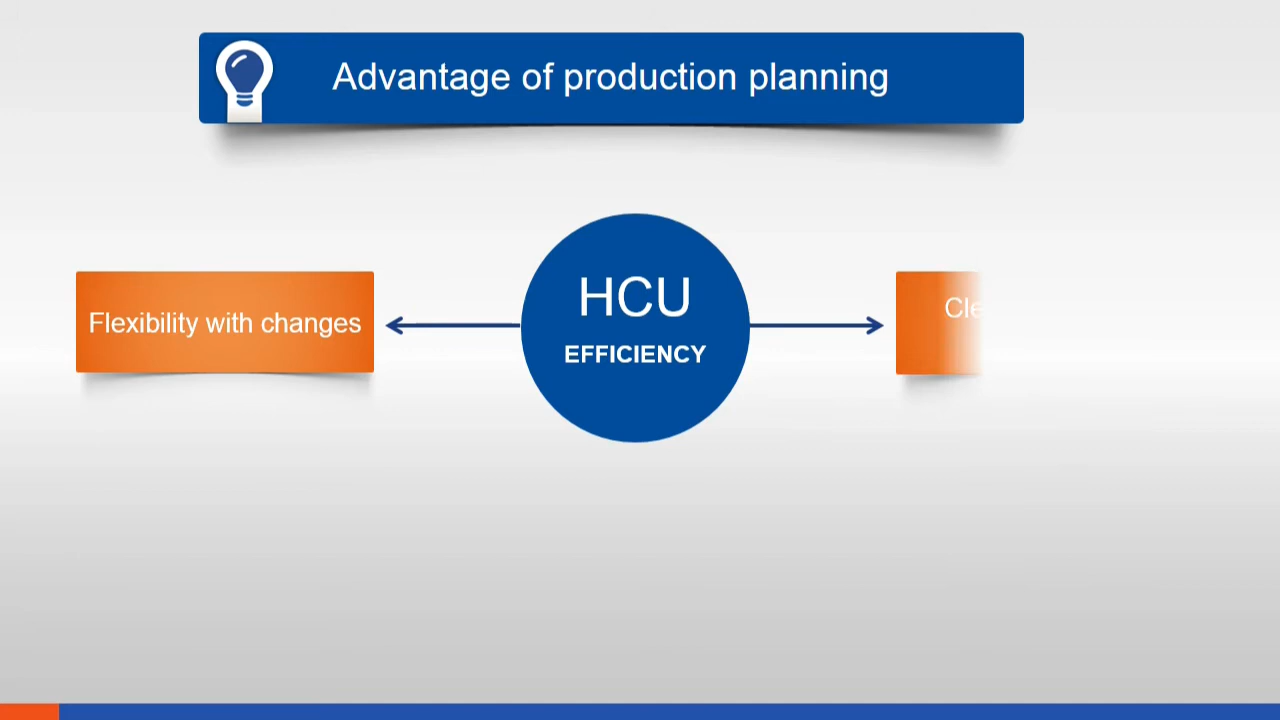 Advantage of production planning
HCU
EFFICIENCY
Flexibility with changes